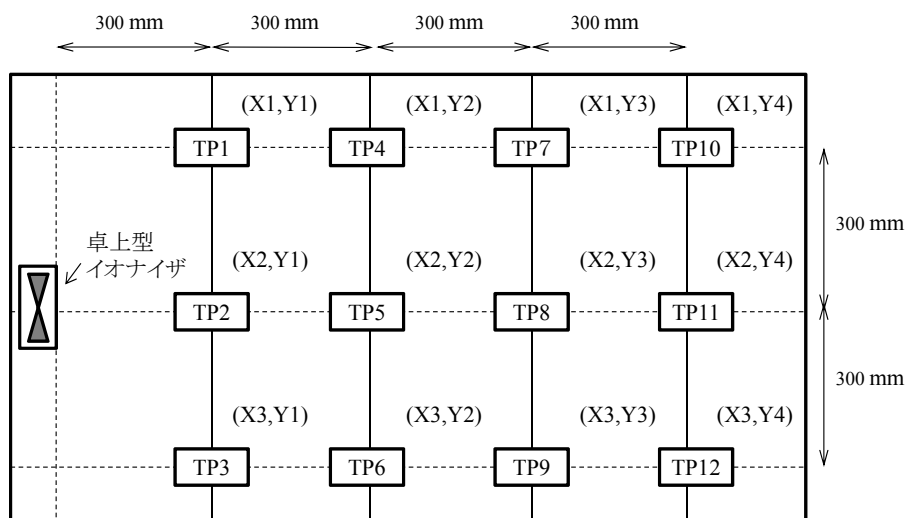 300 mm 300 mm 300 mm 300 mm
(X1,Y1) (X1,Y2) (X1,Y3) (X1,Y4)
TP1 TP4 TP7 TP10
300 mm
卓上型
イオナイザ
(X2,Y1) (X2,Y2) (X2,Y3) (X2,Y4)
TP2 TP5 TP8 TP11
300 mm
(X3,Y1) (X3,Y2) (X3,Y3) (X3,Y4)
TP3 TP6 TP9 TP12